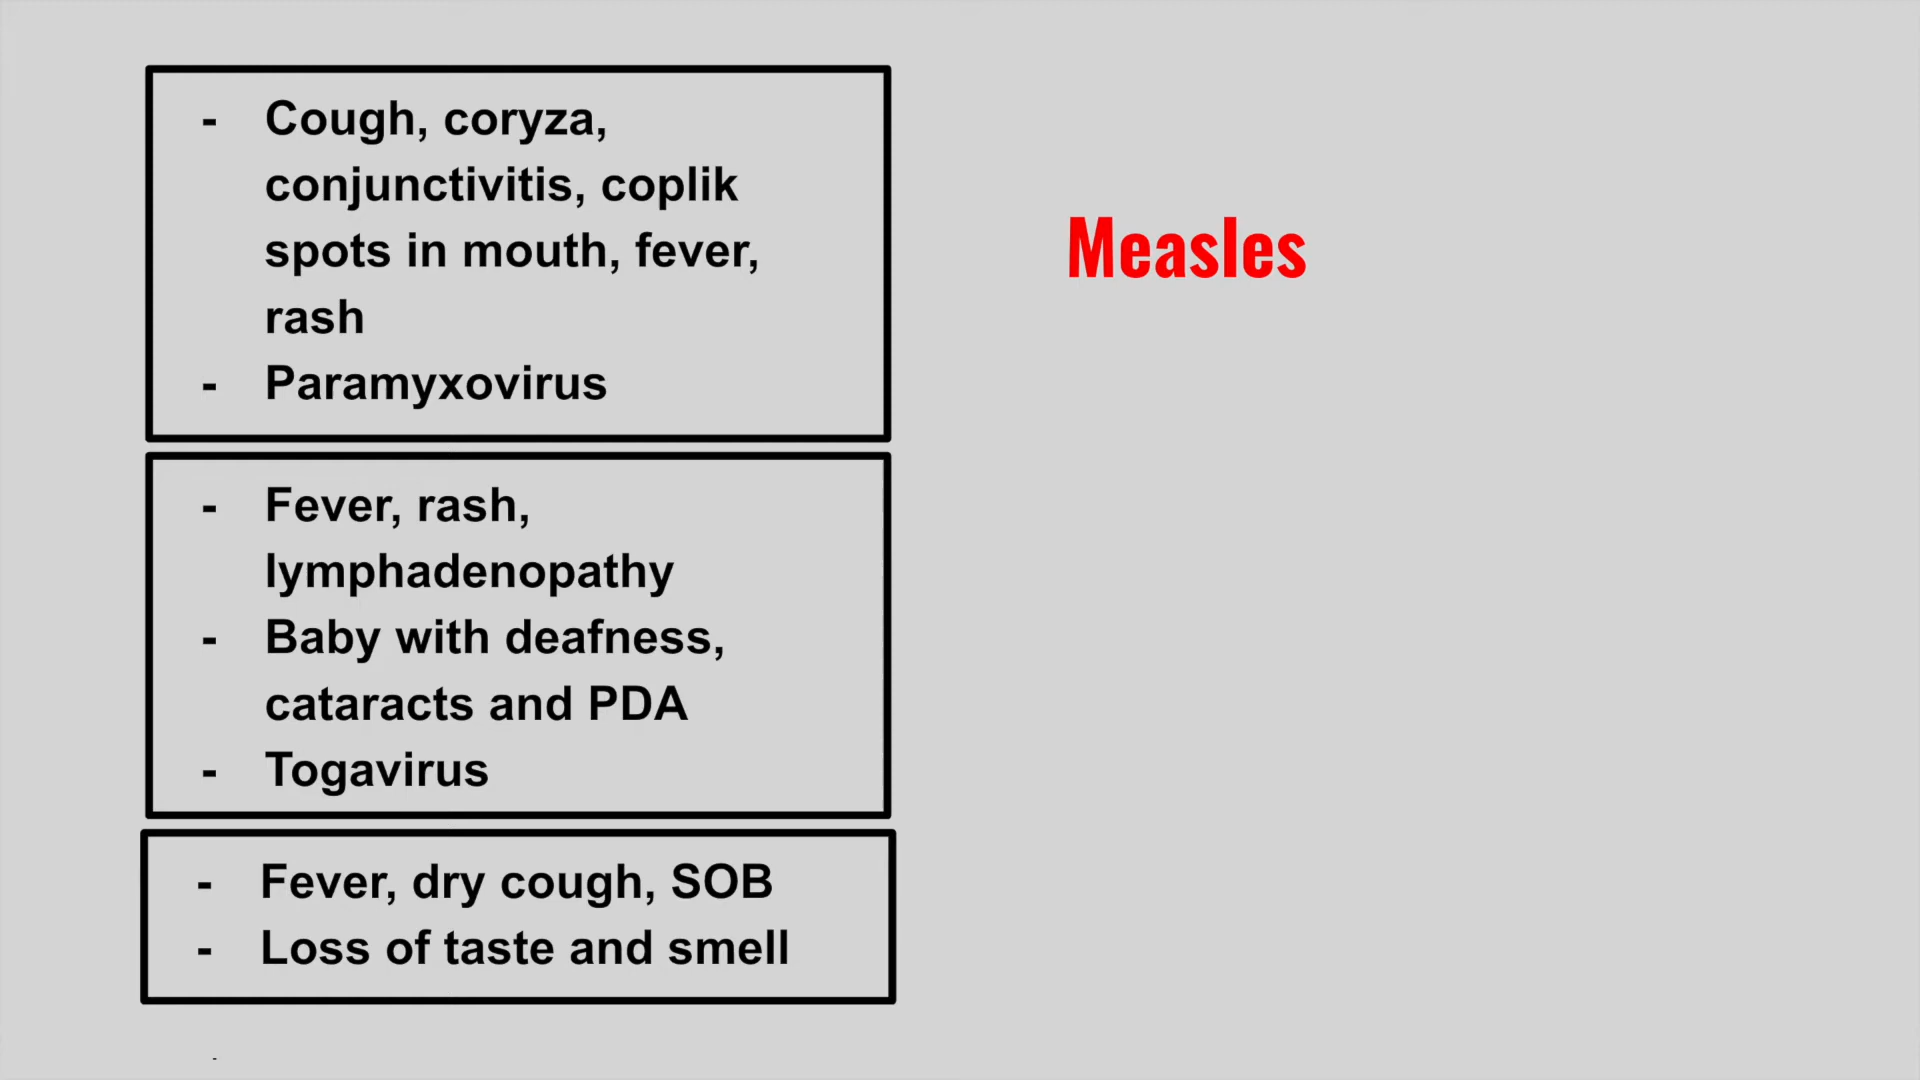 - Cough, coryza,
conjunctivitis, coplik
spots in mouth, fever,
rash
- Paramyxovirus
Measles
- Fever, rash,
lymphadenopathy
- Baby with deafness,
cataracts and PDA
- Togavirus
- Fever, dry cough, SOB
- Loss of taste and smell
-